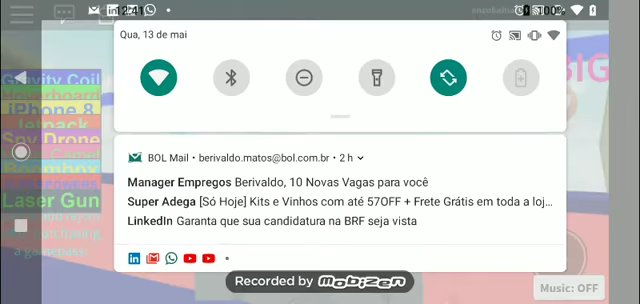 12:41
100%
Qua, 13 de mai
BIG
Gravity Coil
Hoverboard
iPhone 8
Jetpack
Spy Drone
Camel
Boombox
Laser Gun
BOL Mail • berivaldo.matos@bol.com.br • 2 h
Manager Empregos Berivaldo, 10 Novas Vagas para você
Super Adega [Só Hoje] Kits e Vinhos com até 57OFF + Frete Grátis em toda a loj...
LinkedIn Garanta que sua candidatura na BRF seja vista
a gamepass.
Recorded by mobizen
Music: OFF